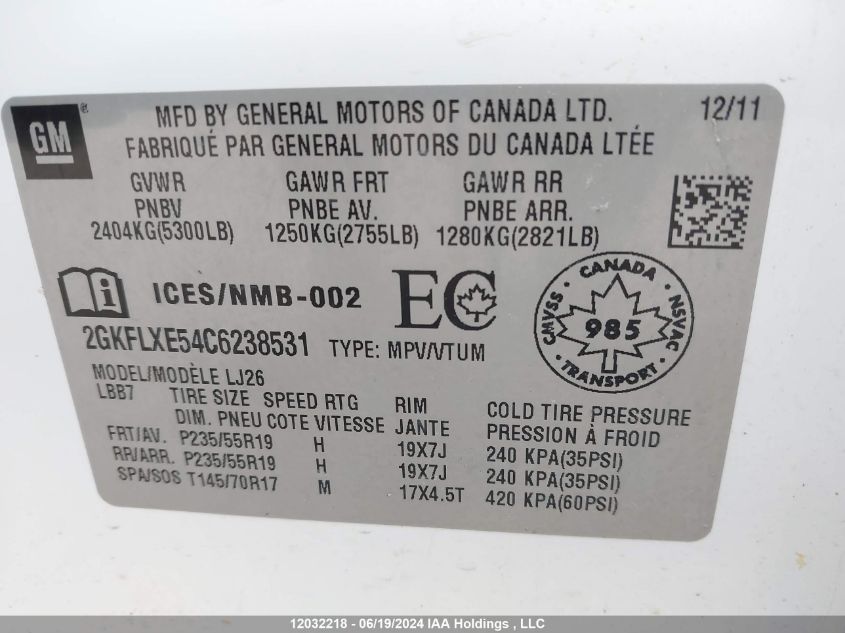 GM ® MFD BY GENERAL MOTORS OF CANADA LTD. 12/11
FABRIQUÉ PAR GENERAL MOTORS DU CANADA LTÉE
GVWR GAWR FRT GAWR RR
PNBV PNBE AV. PNBE ARR.
2404KG(5300LB) 1250KG(2755LB) 1280KG(2821LB)
i ICES/NMB-002 EC
CANADA
CMVSS 985 NSVAC
TRANSPORT
2GKFLXE54C6238531 TYPE: MPV/VTUM
MODEL/MODÈLE LJ26
LBB7 TIRE SIZE SPEED RTG RIM COLD TIRE PRESSURE
DIM. PNEU COTE VITESSE JANTE PRESSION À FROID
FRT/AV. P235/55R19 H 19X7J 240 KPA(35PSI)
RR/ARR. P235/55R19 H 19X7J 240 KPA(35PSI)
SPA/SOS T145/70R17 M 17X4.5T 420 KPA(60PSI)
12032218 - 06/19/2024 IAA Holdings , LLC